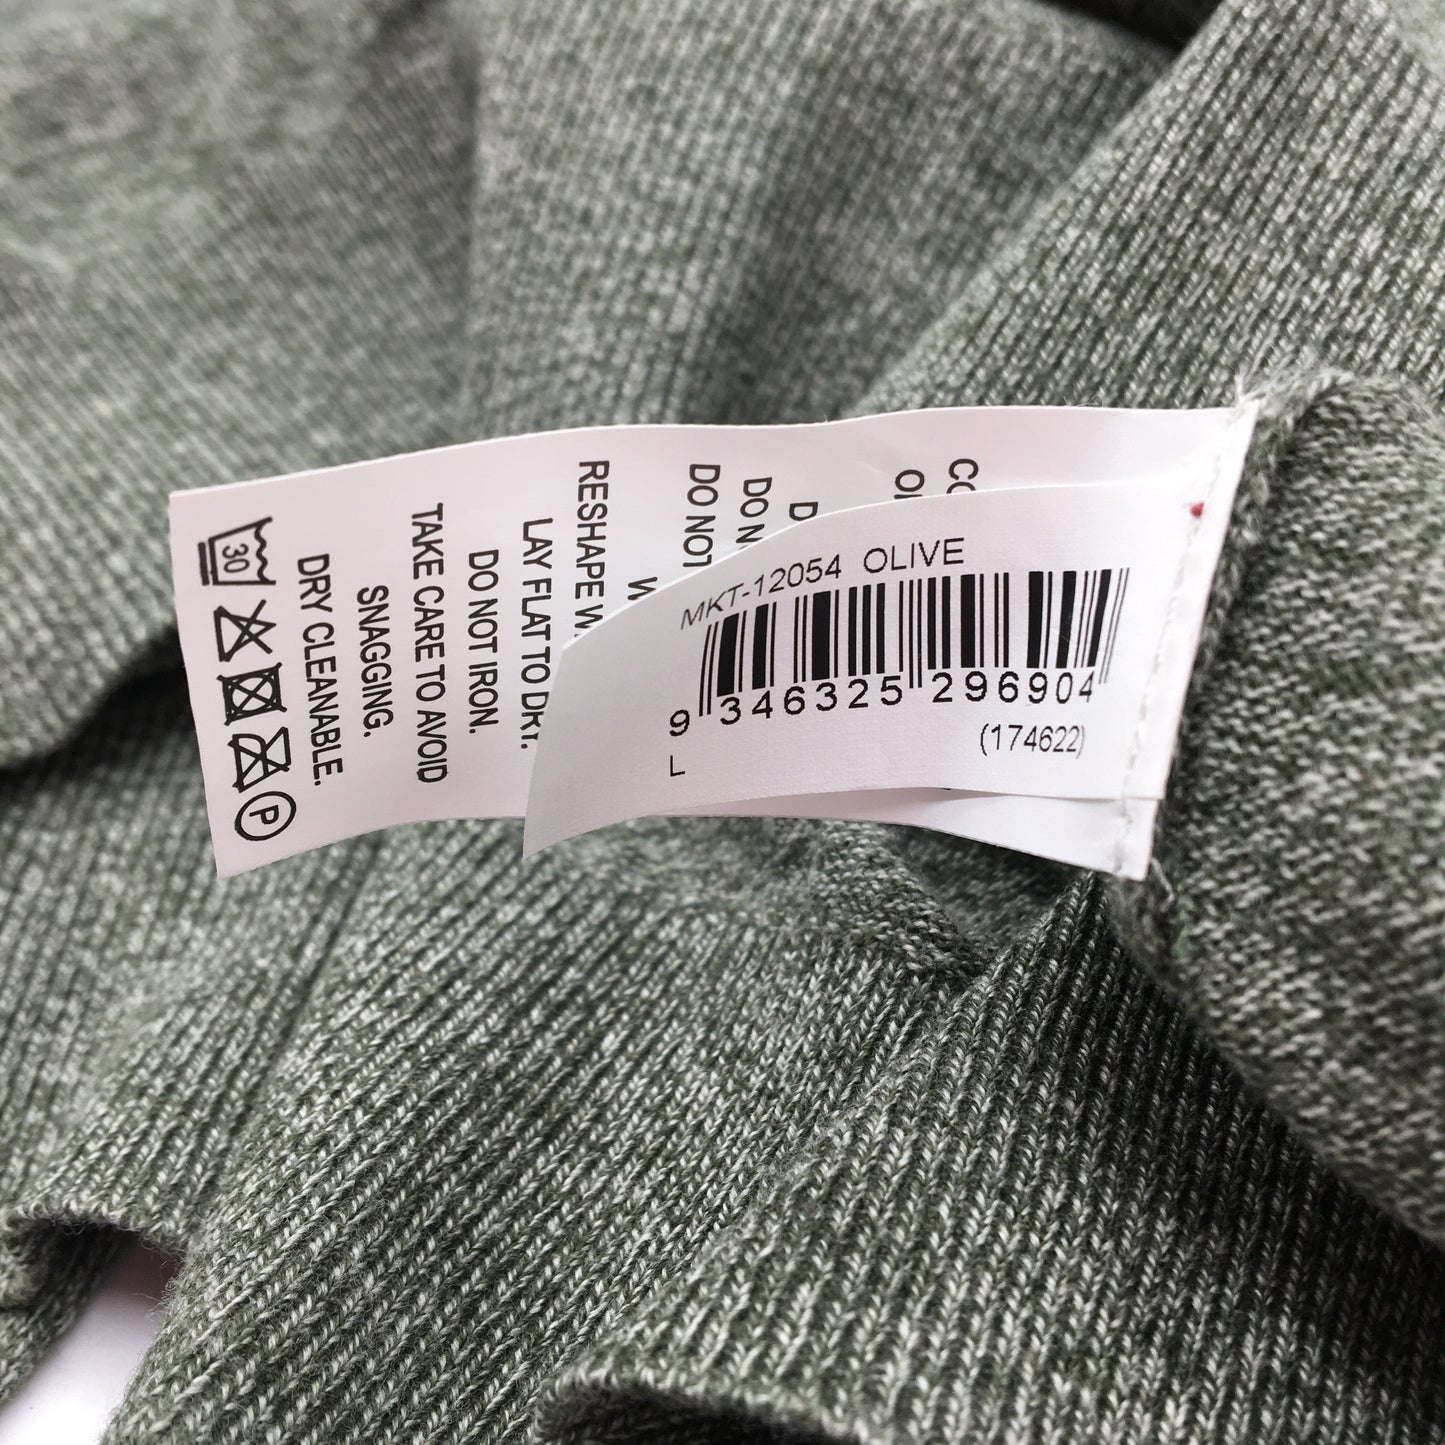 MKT-12054 OLIVE
9 346325 296904
(174622)
L
DO NOT
RESHAPE
LAY FLAT TO DRY.
DO NOT IRON.
TAKE CARE TO AVOID
SNAGGING.
DRY CLEANABLE.
30
P